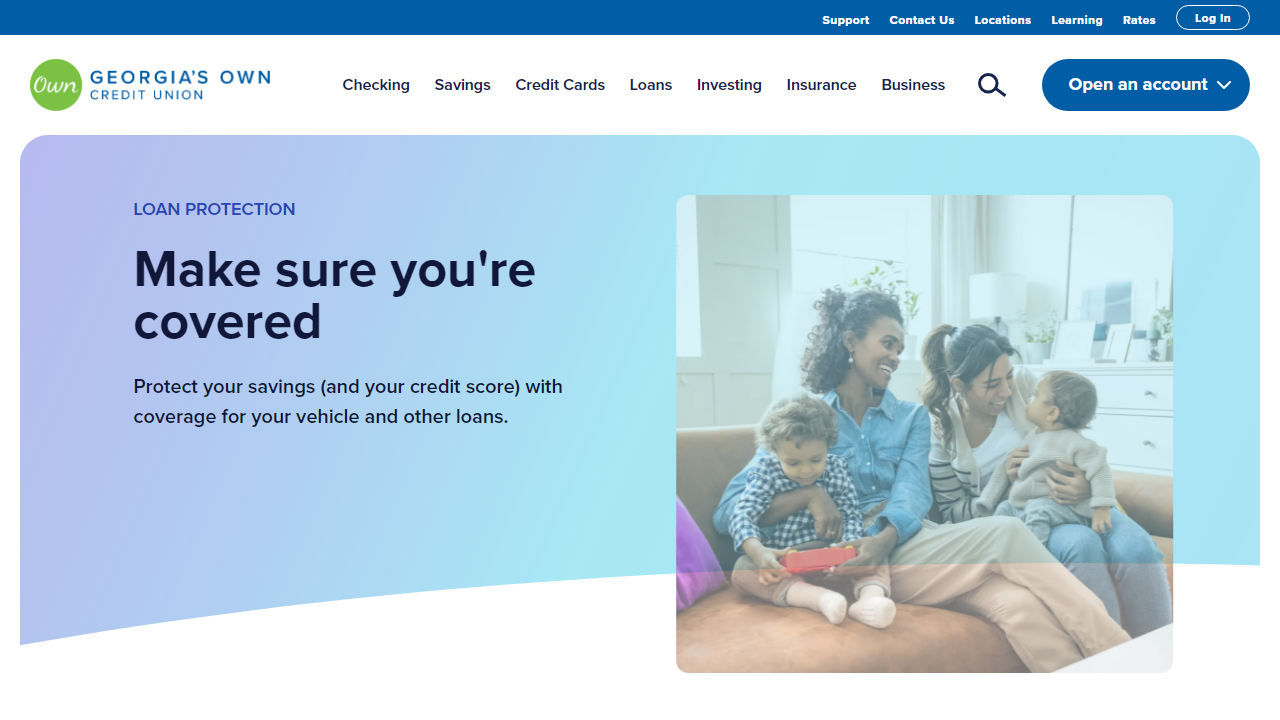 Support Contact Us Locations Learning Rates Log In
Own GEORGIA'S OWN
CREDIT UNION
Checking Savings Credit Cards Loans Investing Insurance Business Open an account
LOAN PROTECTION
Make sure you're
covered
Protect your savings (and your credit score) with
coverage for your vehicle and other loans.